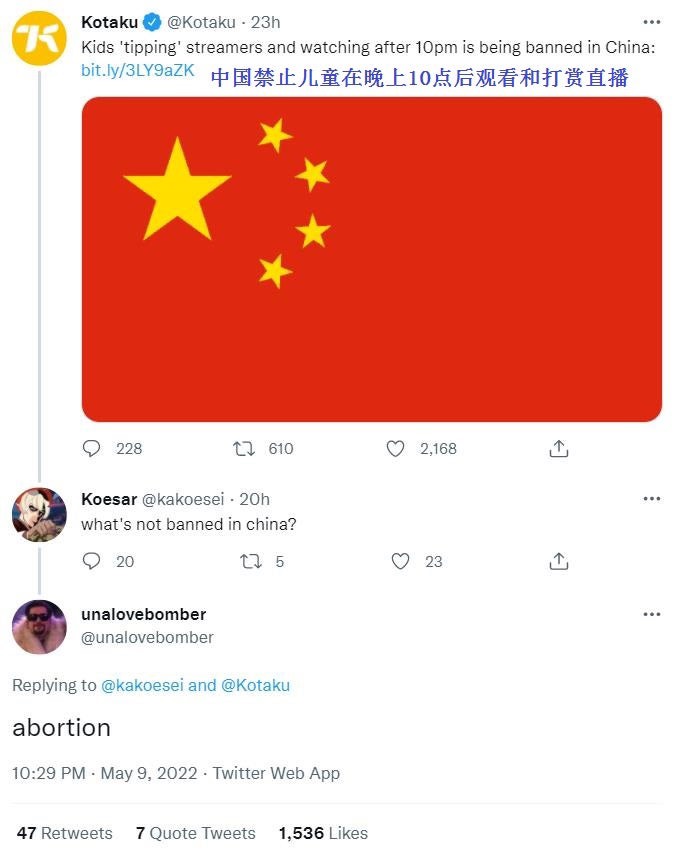 Kotaku @Kotaku · 23h
Kids 'tipping' streamers and watching after 10pm is being banned in China:
bit.ly/3LY9aZK 中国禁止儿童在晚上10点后观看和打赏直播
228 610 2,168
Koesar @kakoesei · 20h
what's not banned in china?
20 5 23
unalovebomber
@unalovebomber
Replying to @kakoesei and @Kotaku
abortion
10:29 PM · May 9, 2022 · Twitter Web App
47 Retweets 7 Quote Tweets 1,536 Likes